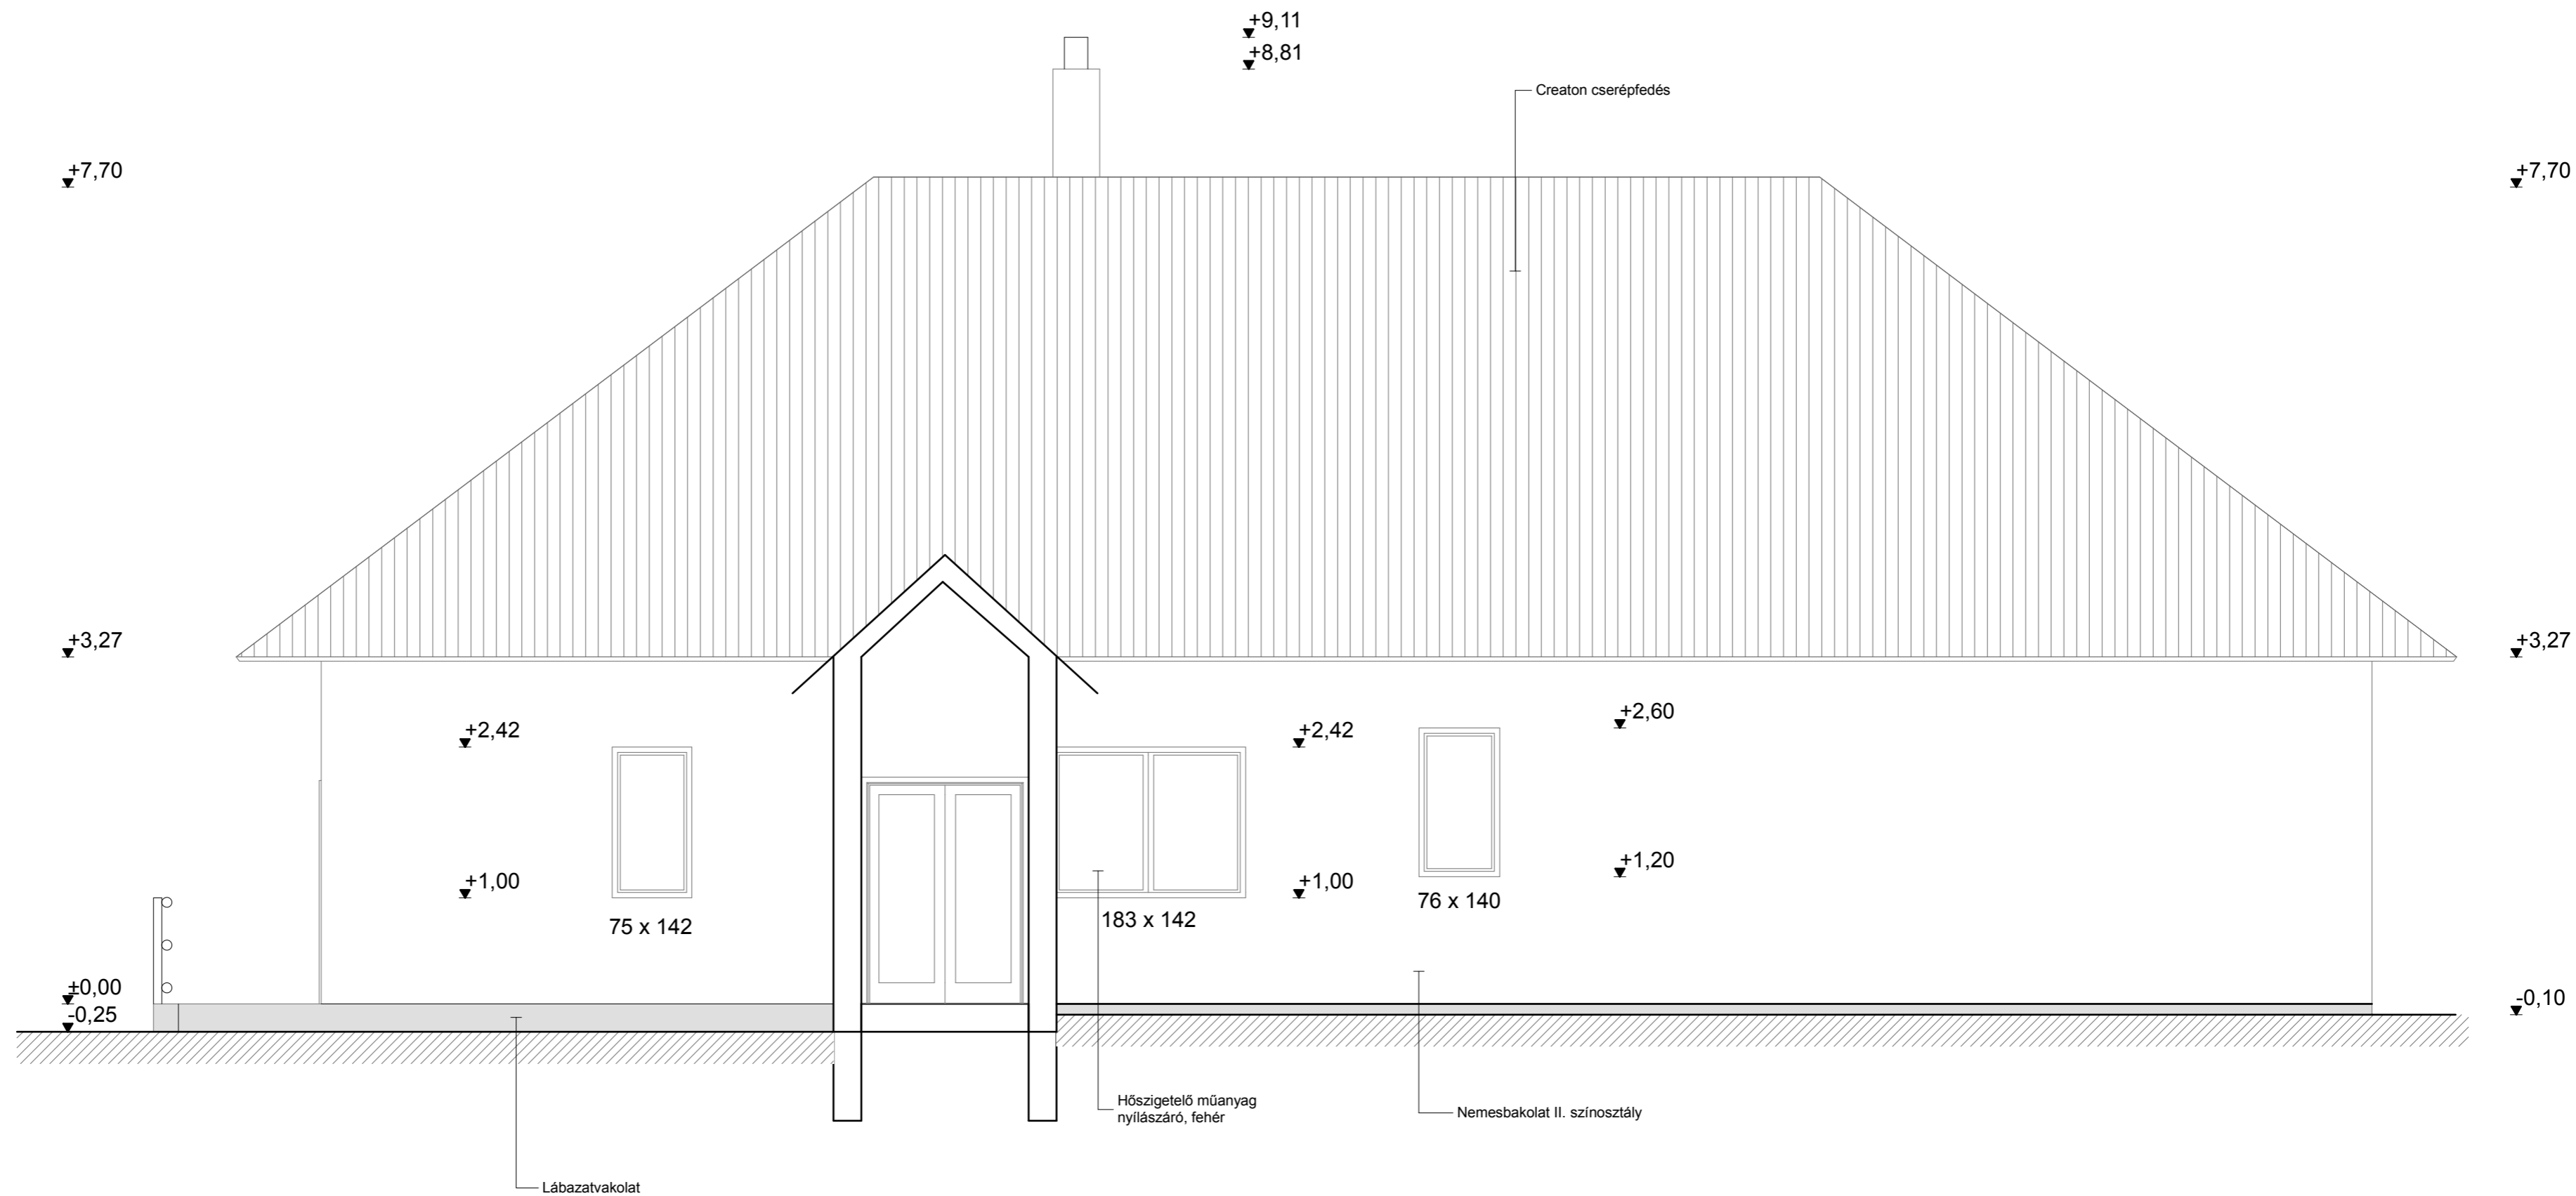 +9,11
+8,81
Creaton cserépfedés
+7,70
+7,70
+3,27
+3,27
+2,60
+2,42
+2,42
+1,20
+1,00
+1,00
76 x 140
183 x 142
75 x 142
±0,00
-0,25
-0,10
Hőszigetelő műanyag
nyílászáró, fehér
Nemesbakolat II. színosztály
Lábazatvakolat